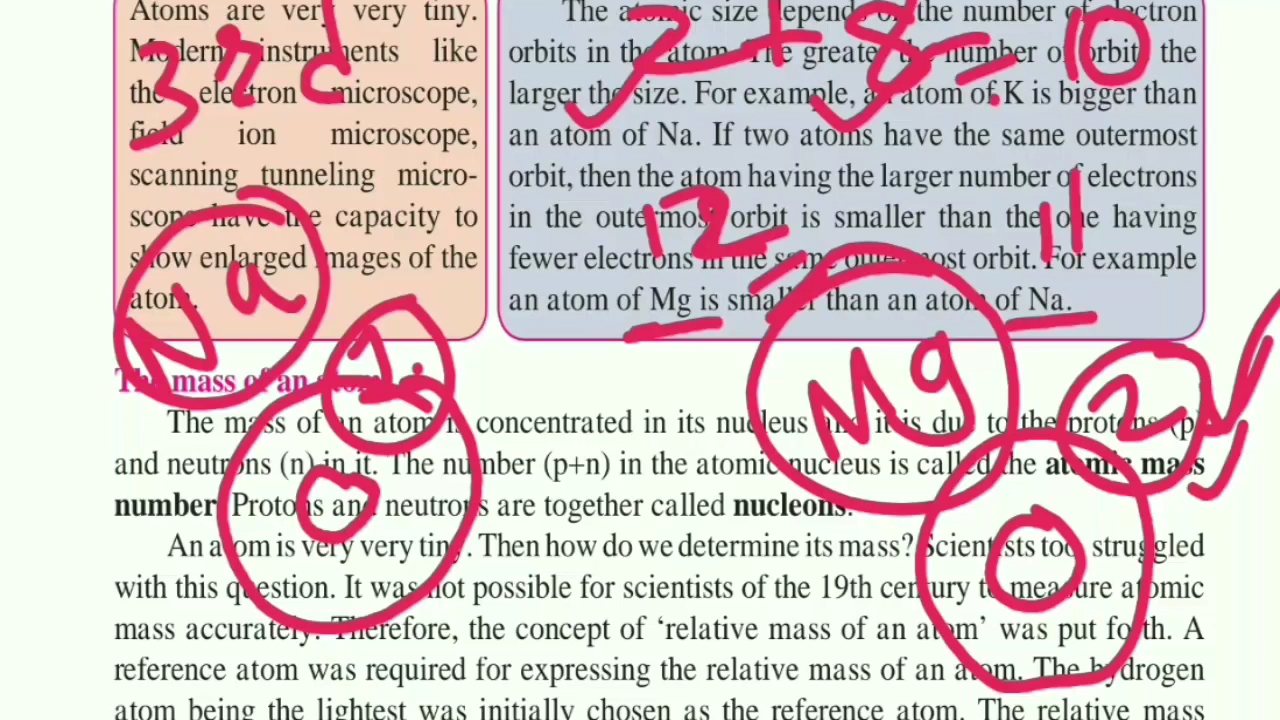 Atoms are very very tiny.
Modern instruments like
the electron microscope,
field ion microscope,
scanning tunneling micro-
scope have the capacity to
show enlarged images of the
atom.
The atomic size depends on the number of electron
orbits in the atom. The greater the number of orbits the
larger the size. For example, an atom of K is bigger than
an atom of Na. If two atoms have the same outermost
orbit, then the atom having the larger number of electrons
in the outermost orbit is smaller than the one having
fewer electrons in the same outermost orbit. For example
an atom of Mg is smaller than an atom of Na.
3rd
2+8=10
12
11
Na
1
0
Mg
2
0
The mass of an atom :
The mass of an atom is concentrated in its nucleus and it is due to the protons (p)
and neutrons (n) in it. The number (p+n) in the atomic nucleus is called the atomic mass
number. Protons and neutrons are together called nucleons.
An atom is very very tiny. Then how do we determine its mass? Scientists too struggled
with this question. It was not possible for scientists of the 19th century to measure atomic
mass accurately. Therefore, the concept of ‘relative mass of an atom’ was put forth. A
reference atom was required for expressing the relative mass of an atom. The hydrogen
atom being the lightest was initially chosen as the reference atom. The relative mass